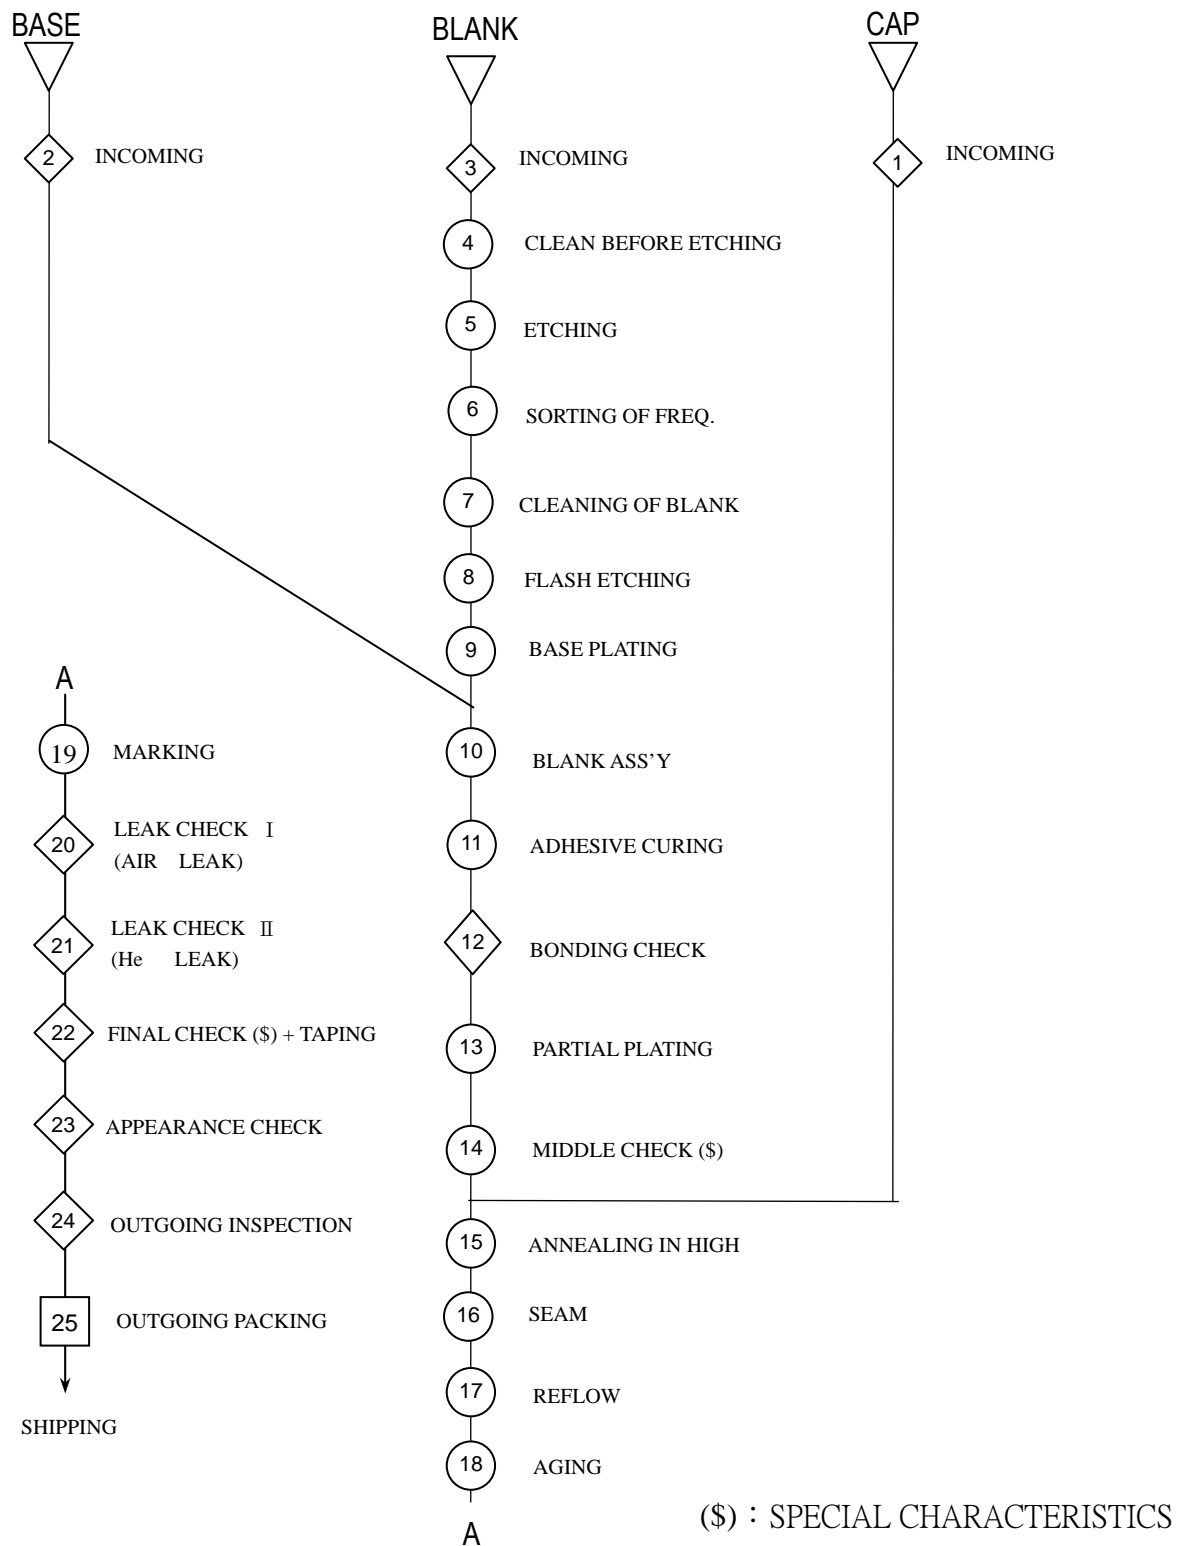 BASE
BLANK
CAP
2 INCOMING
3 INCOMING
1 INCOMING
4 CLEAN BEFORE ETCHING
5 ETCHING
6 SORTING OF FREQ.
7 CLEANING OF BLANK
8 FLASH ETCHING
9 BASE PLATING
10 BLANK ASS'Y
11 ADHESIVE CURING
12 BONDING CHECK
13 PARTIAL PLATING
14 MIDDLE CHECK ($)
15 ANNEALING IN HIGH
16 SEAM
17 REFLOW
18 AGING
A
A
19 MARKING
20 LEAK CHECK Ⅰ
(AIR LEAK)
21 LEAK CHECK Ⅱ
(He LEAK)
22 FINAL CHECK ($) + TAPING
23 APPEARANCE CHECK
24 OUTGOING INSPECTION
25 OUTGOING PACKING
SHIPPING
($)：SPECIAL CHARACTERISTICS